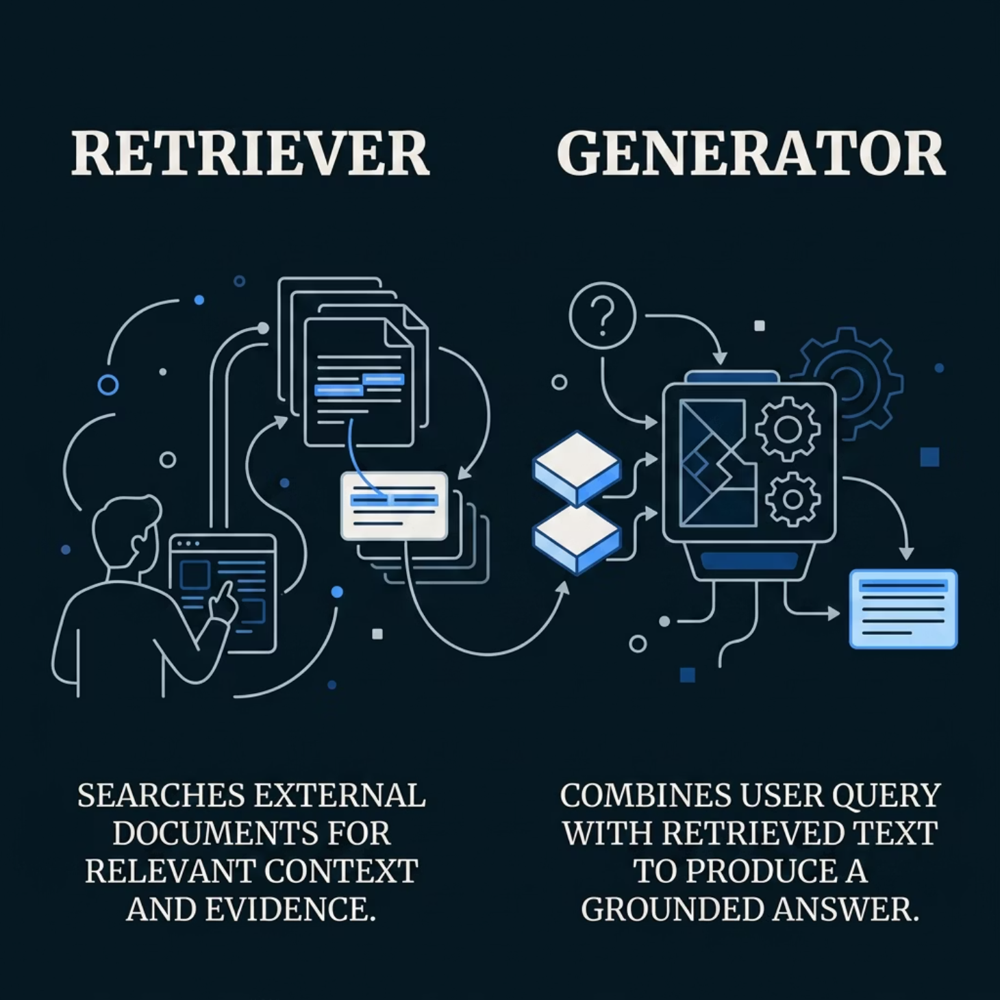 RETRIEVER
SEARCHES EXTERNAL
DOCUMENTS FOR
RELEVANT CONTEXT
AND EVIDENCE.
GENERATOR
?
COMBINES USER QUERY
WITH RETRIEVED TEXT
TO PRODUCE A
GROUNDED ANSWER.